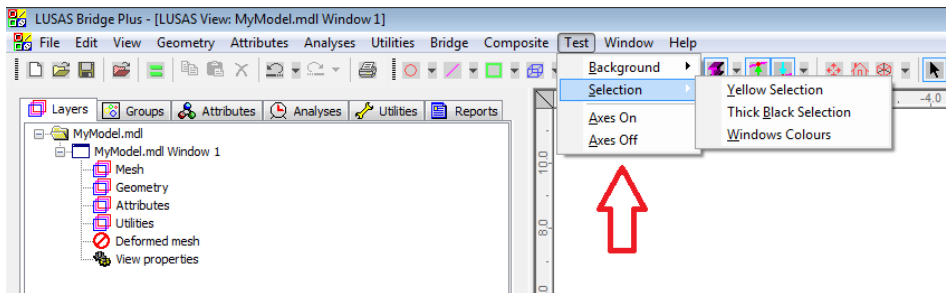 LUSAS Bridge Plus - [LUSAS View: MyModel.mdl Window 1]
File Edit View Geometry Attributes Analyses Utilities Bridge Composite Test Window Help
Background
Selection
Axes On
Axes Off
Yellow Selection
Thick Black Selection
Windows Colours
Layers Groups Attributes Analyses Utilities Reports
MyModel.mdl
MyModel.mdl Window 1
Mesh
Geometry
Attributes
Utilities
Deformed mesh
View properties
-4.0
10.0
8.0